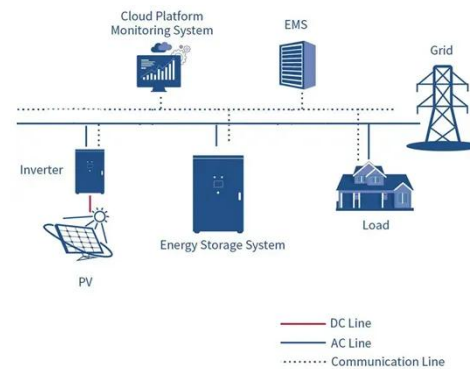 Cloud Platform
Monitoring System
EMS
Grid
Inverter
Energy Storage System
Load
PV
DC Line
AC Line
Communication Line